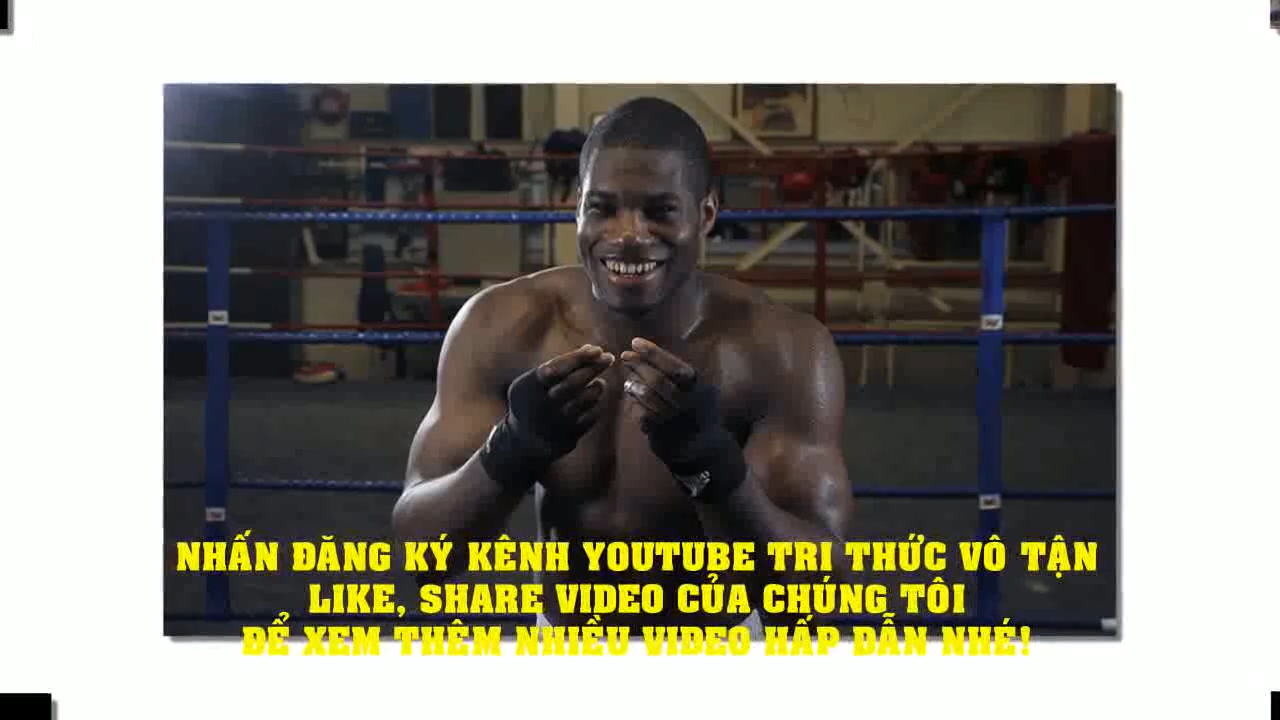 NHẤN ĐĂNG KÝ KÊNH YOUTUBE TRI THỨC VÔ TẬN
LIKE, SHARE VIDEO CỦA CHÚNG TÔI
ĐỂ XEM THÊM NHIỀU VIDEO HẤP DẪN NHÉ!